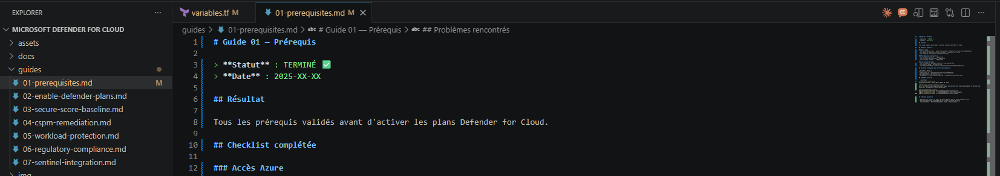 EXPLORER
MICROSOFT DEFENDER FOR CLOUD
assets
docs
guides
01-prerequisites.md M
02-enable-defender-plans.md
03-secure-score-baseline.md
04-cspm-remediation.md
05-workload-protection.md
06-regulatory-compliance.md
07-sentinel-integration.md
img
variables.tf M
01-prerequisites.md M
CC
guides > 01-prerequisites.md > abc # Guide 01 — Prérequis > abc ## Problèmes rencontrés
1 # Guide 01 — Prérequis
2
3 > **Statut** : TERMINÉ ✅
4 > **Date** : 2025-XX-XX
5
6 ## Résultat
7
8 Tous les prérequis validés avant d'activer les plans Defender for Cloud.
9
10 ## Checklist complétée
11
12 ### Accès Azure